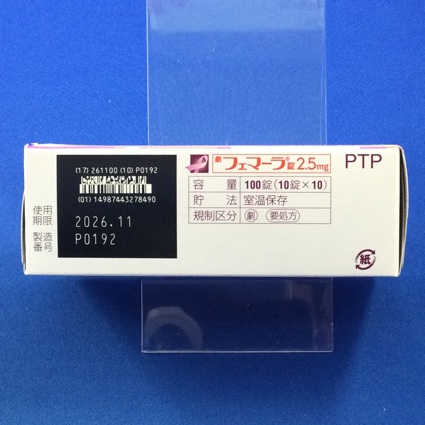 (17) 261100 (10) P0192
(01) 14987443278490
使用
期限
2026.11
製造
番号
P0192
劇 フェマーラ®錠2.5mg
PTP
容量 100錠(10錠×10)
貯法 室温保存
規制区分 劇 要処方
紙